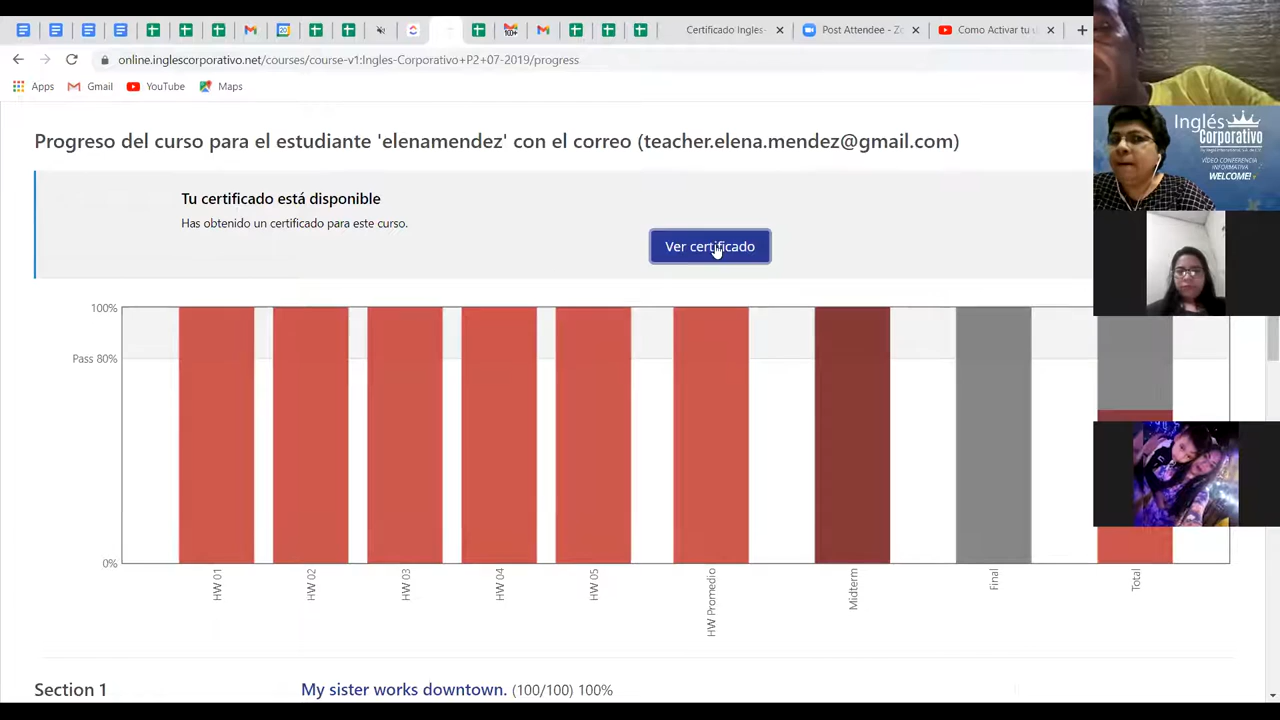 20
10+
Certificado Ingles
Post Attendee - Zo
Como Activar tu u
online.inglescorporativo.net/courses/course-v1:Ingles-Corporativo+P2+07-2019/progress
Apps Gmail YouTube Maps
Progreso del curso para el estudiante 'elenamendez' con el correo (teacher.elena.mendez@gmail.com)
Tu certificado está disponible
Has obtenido un certificado para este curso.
Ver certificado
100%
Pass 80%
0%
HW 01
HW 02
HW 03
HW 04
HW 05
HW Promedio
Midterm
Final
Total
Section 1
My sister works downtown. (100/100) 100%
Inglés
Corporativo
VÍDEO CONFERENCIA
INFORMATIVA
WELCOME!